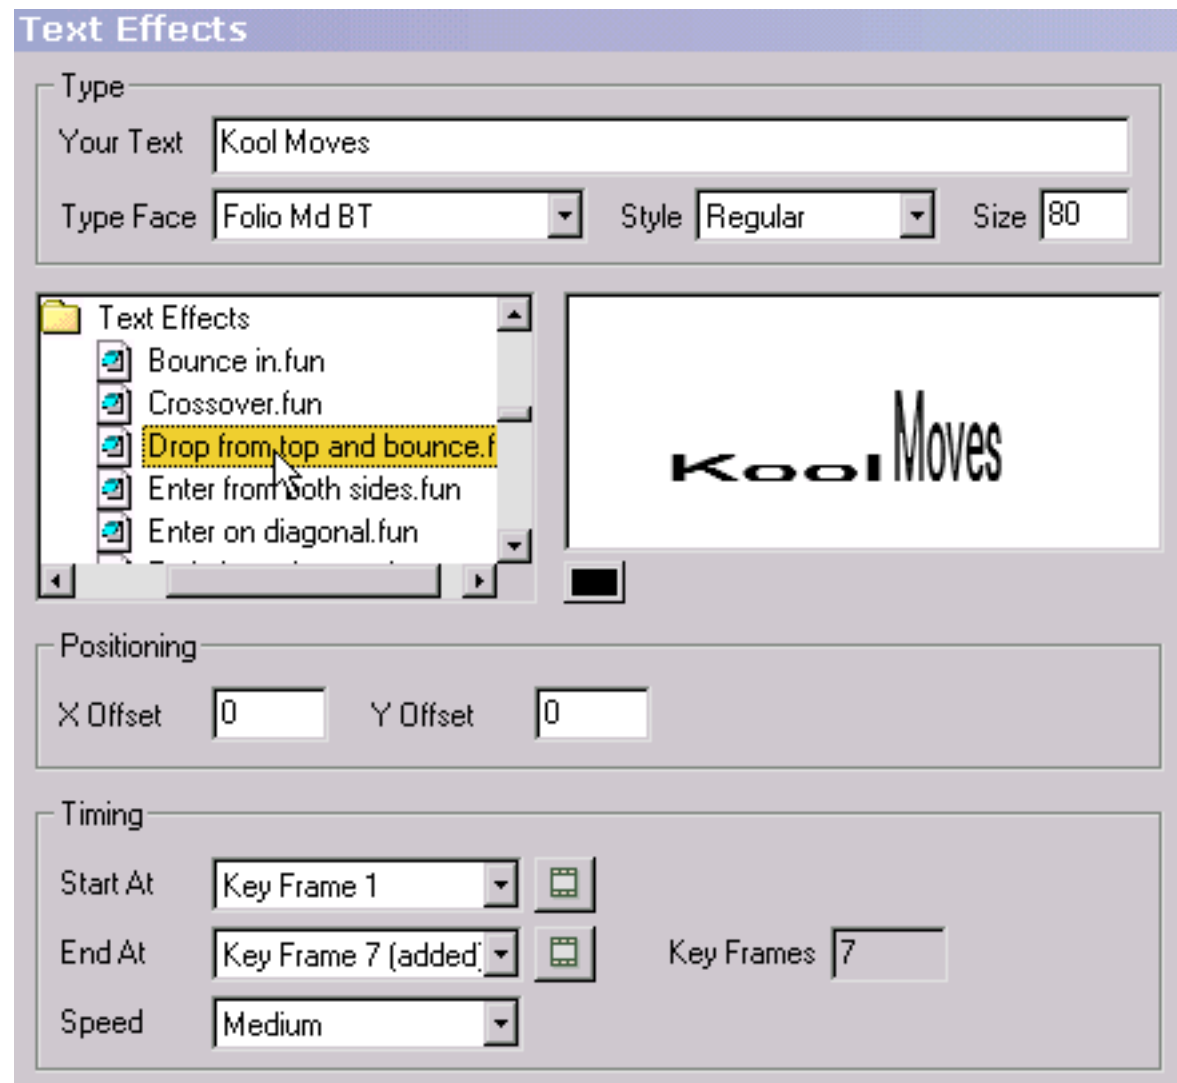 Text Effects
Type
Your Text Kool Moves
Type Face Folio Md BT Style Regular Size 80
Text Effects
Bounce in.fun
Crossover.fun
Drop from top and bounce.f
Enter from both sides.fun
Enter on diagonal.fun
Kool Moves
Positioning
X Offset 0 Y Offset 0
Timing
Start At Key Frame 1
End At Key Frame 7 (added) Key Frames 7
Speed Medium